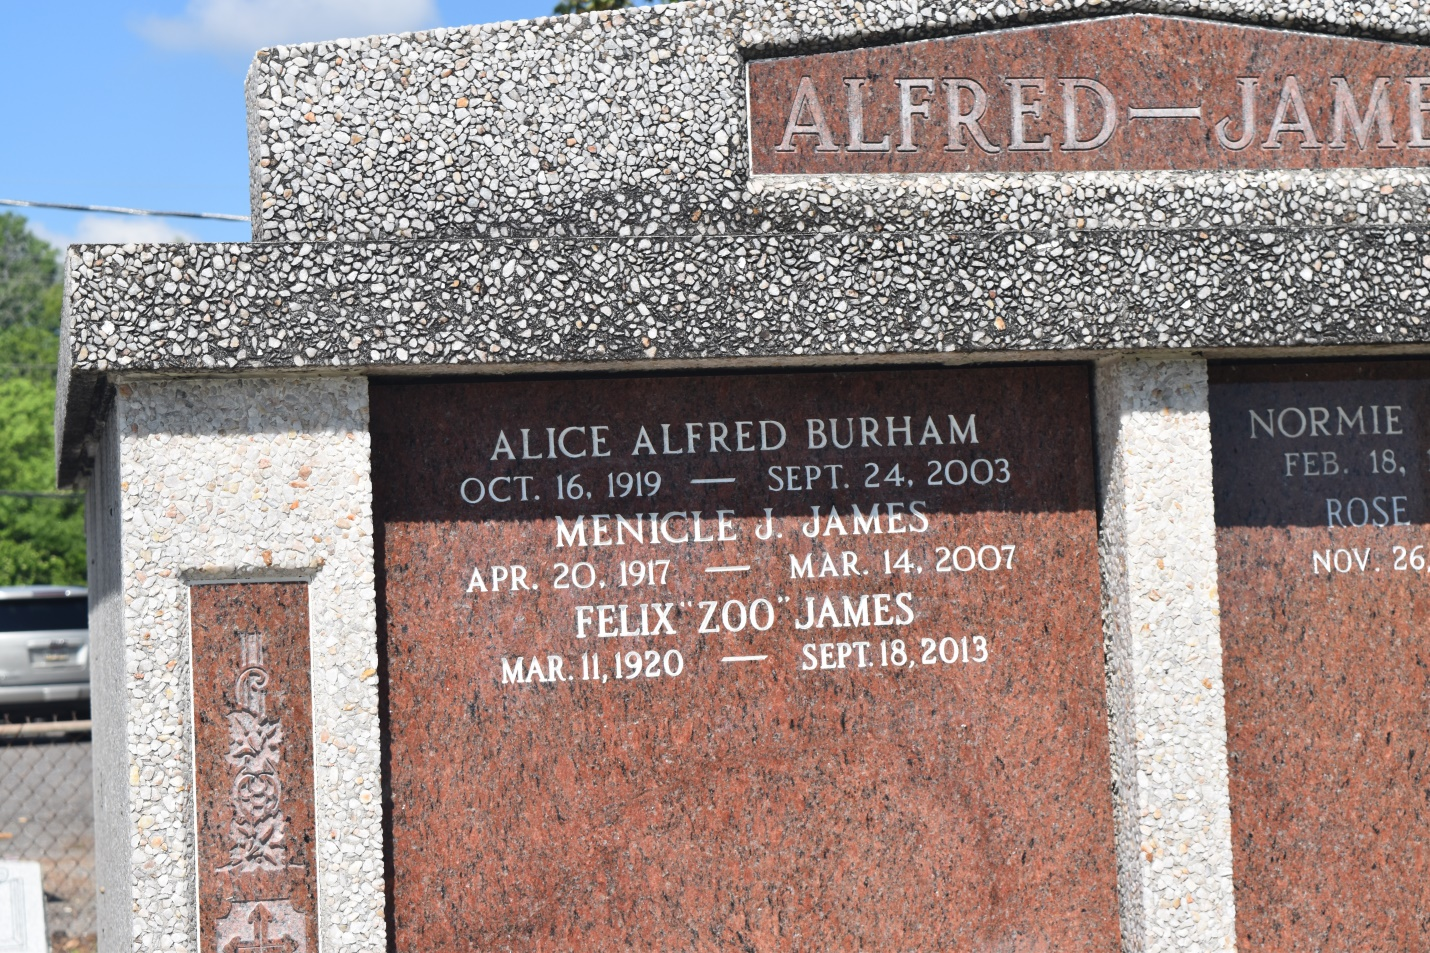 ALFRED — JAME
ALICE ALFRED BURHAM
OCT. 16, 1919 — SEPT. 24, 2003
MENICLE J. JAMES
APR. 20, 1917 — MAR. 14, 2007
FELIX "ZOO" JAMES
MAR. 11, 1920 — SEPT. 18, 2013
NORMIE
FEB. 18,
ROSE
NOV. 26,